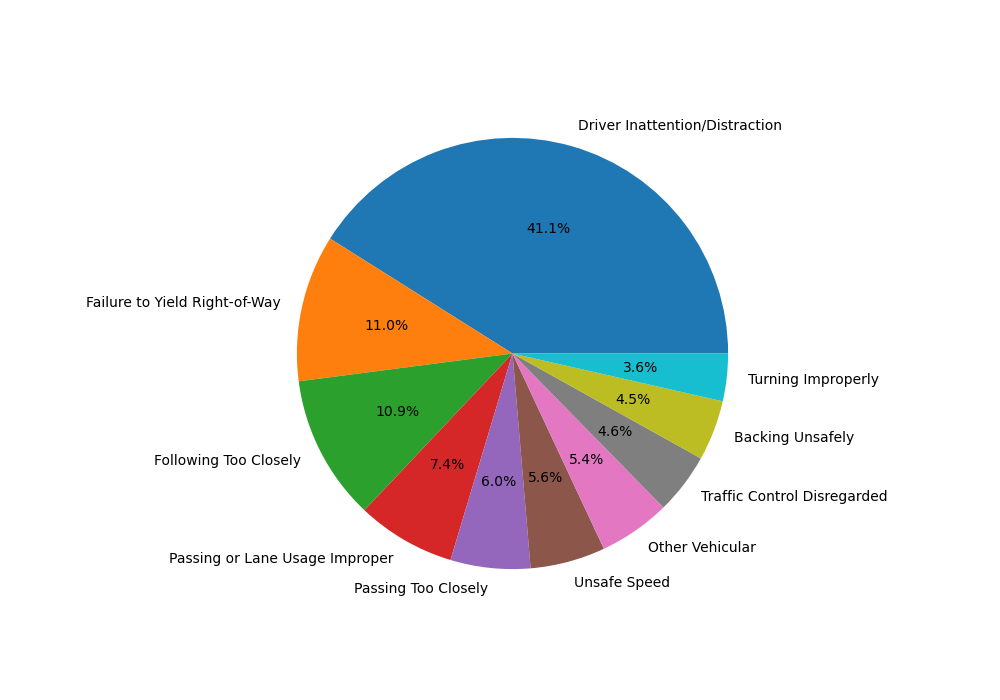 Driver Inattention/Distraction
41.1%
Failure to Yield Right-of-Way
11.0%
Following Too Closely
10.9%
Passing or Lane Usage Improper
7.4%
Passing Too Closely
6.0%
Unsafe Speed
5.6%
Other Vehicular
5.4%
Traffic Control Disregarded
4.6%
Backing Unsafely
4.5%
Turning Improperly
3.6%